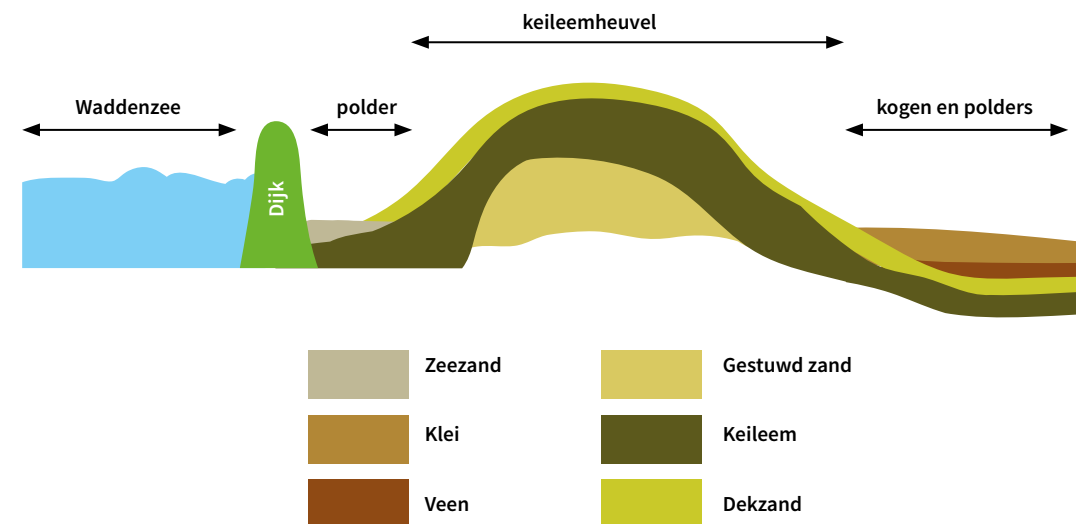 keileemheuvel
Waddenzee
polder
kogen en polders
Dijk
Zeezand
Gestuwd zand
Klei
Keileem
Veen
Dekzand